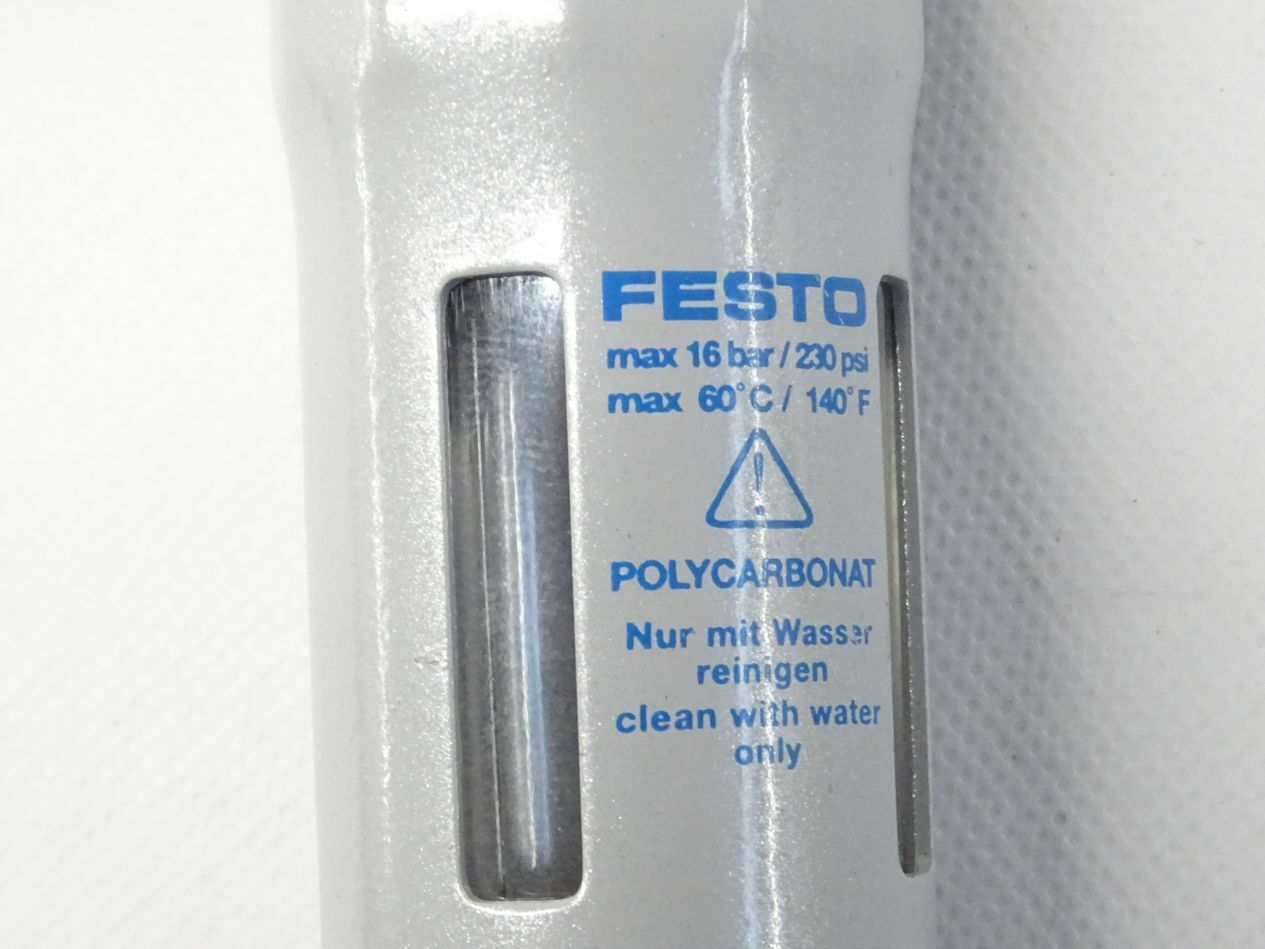 FESTO
max 16 bar / 230 psi
max 60°C / 140°F
POLYCARBONAT
Nur mit Wasser
reinigen
clean with water
only